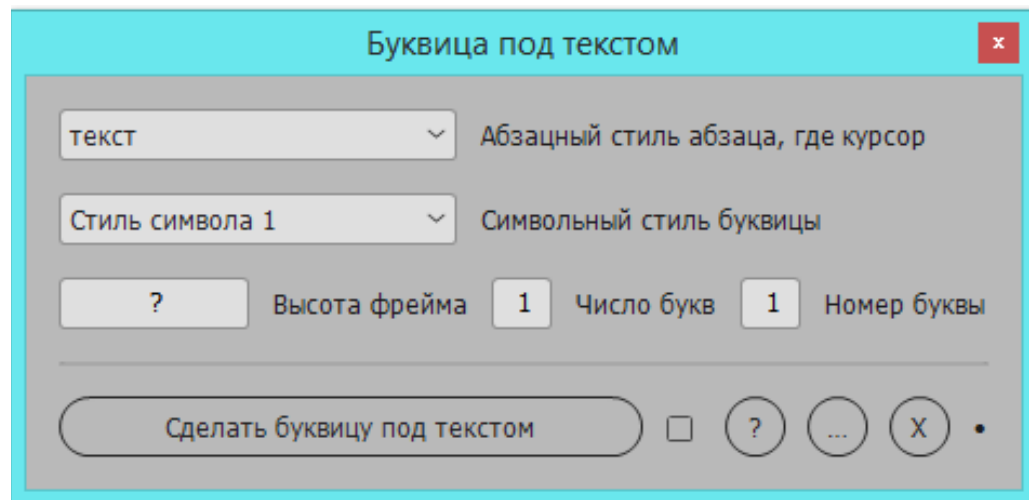 Буквица под текстом x
текст Абзацный стиль абзаца, где курсор
Стиль символа 1 Символьный стиль буквицы
? Высота фрейма 1 Число букв 1 Номер буквы
Сделать буквицу под текстом ? ... X •